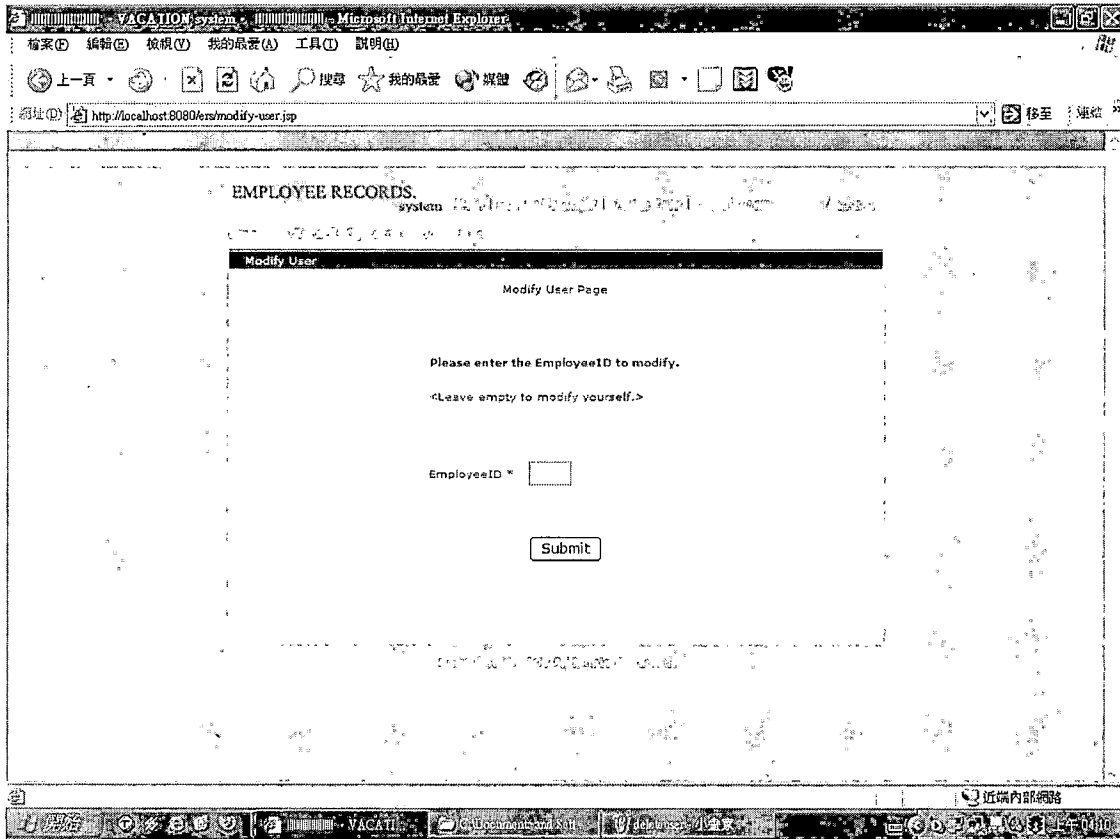 VACATION system - Microsoft Internet Explorer
檔案(F) 編輯(E) 檢視(V) 我的最愛(A) 工具(T) 說明(H)
上一頁 搜尋 我的最愛 媒體
網址(D) http://localhost:8080/ers/modify-user.jsp 移至 連結 »
EMPLOYEE RECORDS.
system
Modify User
Modify User Page
Please enter the EmployeeID to modify.
<Leave empty to modify yourself.>
EmployeeID *
Submit
近端內部網路
開始 - VACATI...